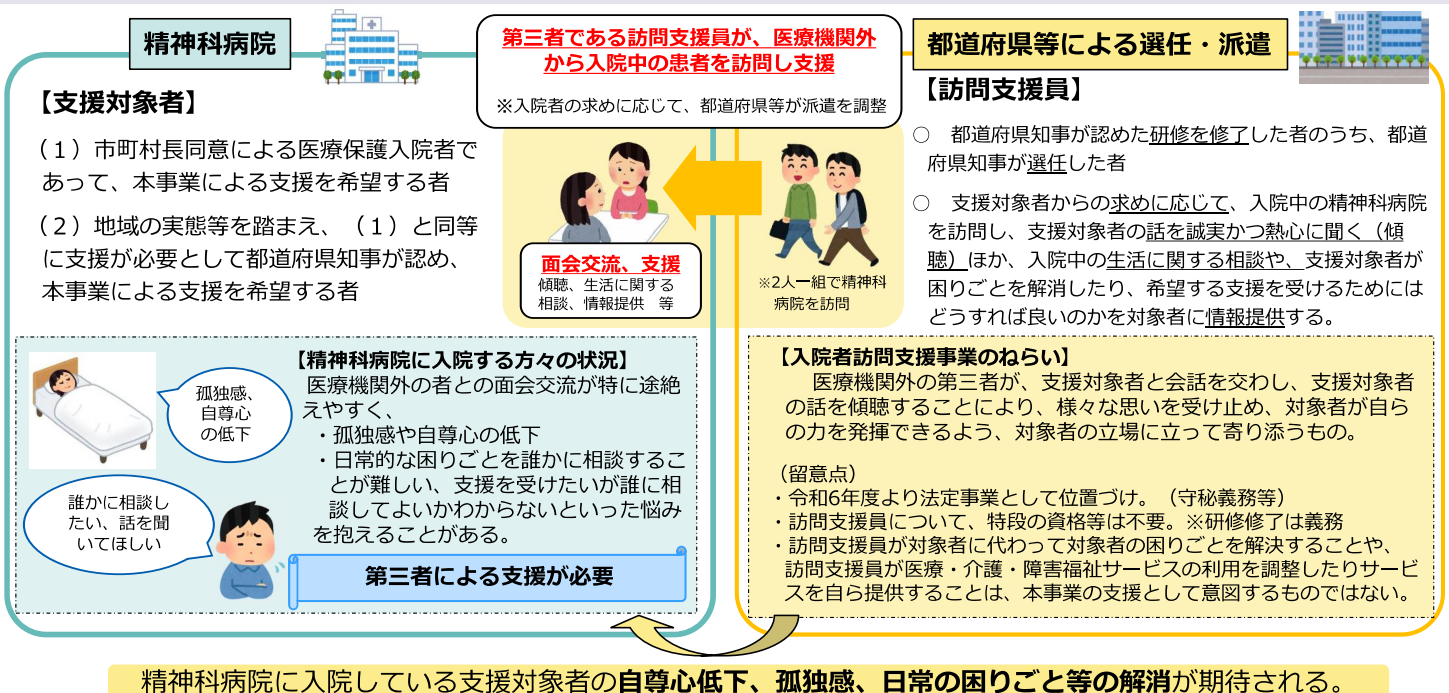 精神科病院
第三者である訪問支援員が、医療機関外
から入院中の患者を訪問し支援
※入院者の求めに応じて、都道府県等が派遣を調整
都道府県等による選任・派遣
【支援対象者】
（１）市町村長同意による医療保護入院者で
あって、本事業による支援を希望する者
（２）地域の実態等を踏まえ、（１）と同等
に支援が必要として都道府県知事が認め、
本事業による支援を希望する者
面会交流、支援
傾聴、生活に関する
相談、情報提供　等
※2人一組で精神科
病院を訪問
【訪問支援員】
○　都道府県知事が認めた研修を修了した者のうち、都道
府県知事が選任した者
○　支援対象者からの求めに応じて、入院中の精神科病院
を訪問し、支援対象者の話を誠実かつ熱心に聞く（傾
聴）ほか、入院中の生活に関する相談や、支援対象者が
困りごとを解消したり、希望する支援を受けるためには
どうすれば良いのかを対象者に情報提供する。
孤独感、
自尊心
の低下
誰かに相談し
たい、話を聞
いてほしい
【精神科病院に入院する方々の状況】
医療機関外の者との面会交流が特に途絶
えやすく、
・孤独感や自尊心の低下
・日常的な困りごとを誰かに相談するこ
とが難しい、支援を受けたいが誰に相
談してよいかわからないといった悩み
を抱えることがある。
第三者による支援が必要
【入院者訪問支援事業のねらい】
医療機関外の第三者が、支援対象者と会話を交わし、支援対象者
の話を傾聴することにより、様々な思いを受け止め、対象者が自ら
の力を発揮できるよう、対象者の立場に立って寄り添うもの。
（留意点）
・令和6年度より法定事業として位置づけ。（守秘義務等）
・訪問支援員について、特段の資格等は不要。※研修修了は義務
・訪問支援員が対象者に代わって対象者の困りごとを解決することや、
訪問支援員が医療・介護・障害福祉サービスの利用を調整したりサービ
スを自ら提供することは、本事業の支援として意図するものではない。
精神科病院に入院している支援対象者の自尊心低下、孤独感、日常の困りごと等の解消が期待される。